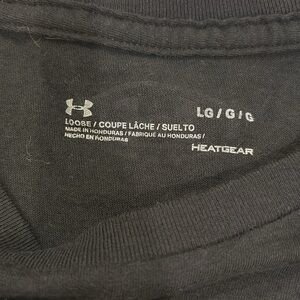 LG / G / G
LOOSE / COUPE LÂCHE / SUELTO
MADE IN HONDURAS / FABRIQUÉ AU HONDURAS /
HECHO EN HONDURAS
HEATGEAR